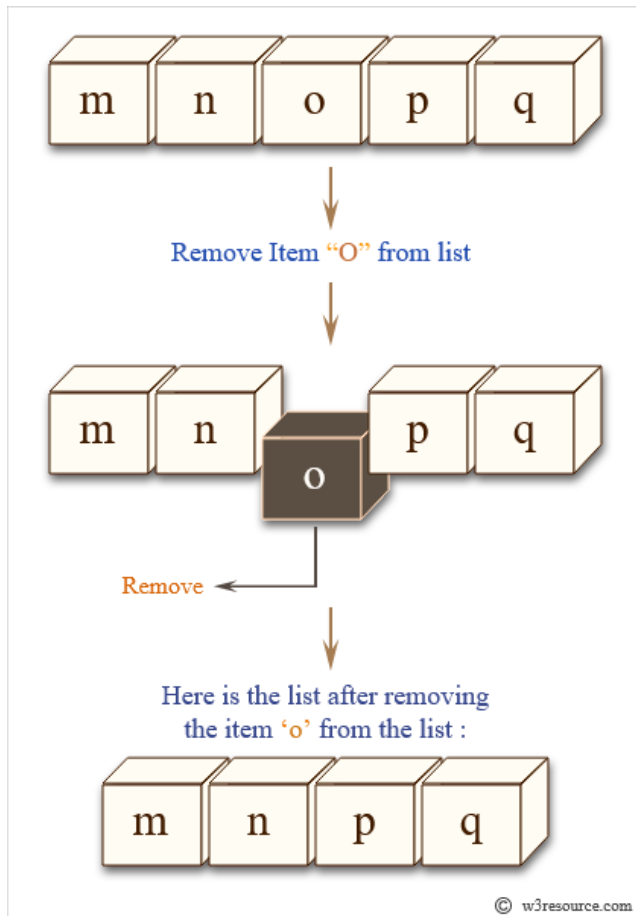 m n o p q
Remove Item “O” from list
m n o p q
Remove
Here is the list after removing
the item ‘o’ from the list :
m n p q
© w3resource.com